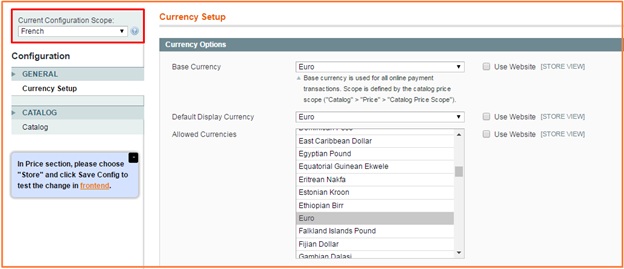 Current Configuration Scope:
French
Configuration
GENERAL
Currency Setup
CATALOG
Catalog
In Price section, please choose
"Store" and click Save Config to
test the change in frontend.
Currency Setup
Currency Options
Base Currency
Euro
Use Website [STORE VIEW]
Base currency is used for all online payment
transactions. Scope is defined by the catalog price
scope ("Catalog" > "Price" > "Catalog Price Scope").
Default Display Currency
Euro
Use Website [STORE VIEW]
Allowed Currencies
Use Website [STORE VIEW]
East Caribbean Dollar
Egyptian Pound
Equatorial Guinean Ekwele
Eritrean Nakfa
Estonian Kroon
Ethiopian Birr
Euro
Falkland Islands Pound
Fijian Dollar
Gambian Dalasi